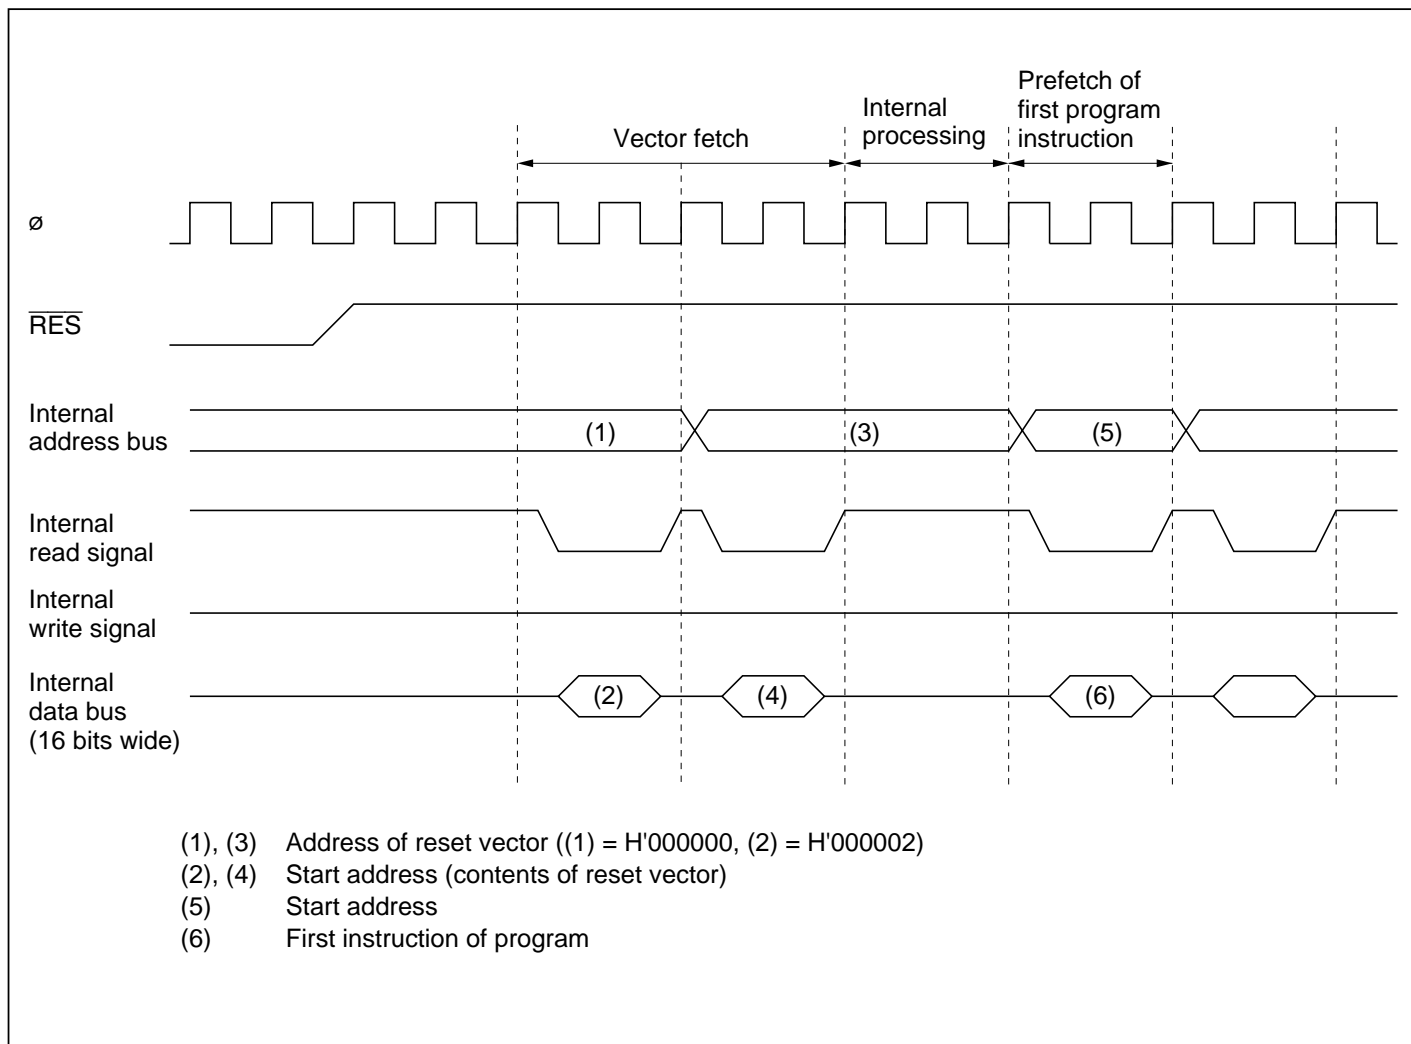 Prefetch of
first program
instruction
Internal
processing
Vector fetch
ø
RES
Internal
address bus
(1)
(3)
(5)
Internal
read signal
Internal
write signal
Internal
data bus
(16 bits wide)
(2)
(4)
(6)
(1), (3) Address of reset vector ((1) = H'000000, (2) = H'000002)
(2), (4) Start address (contents of reset vector)
(5) Start address
(6) First instruction of program